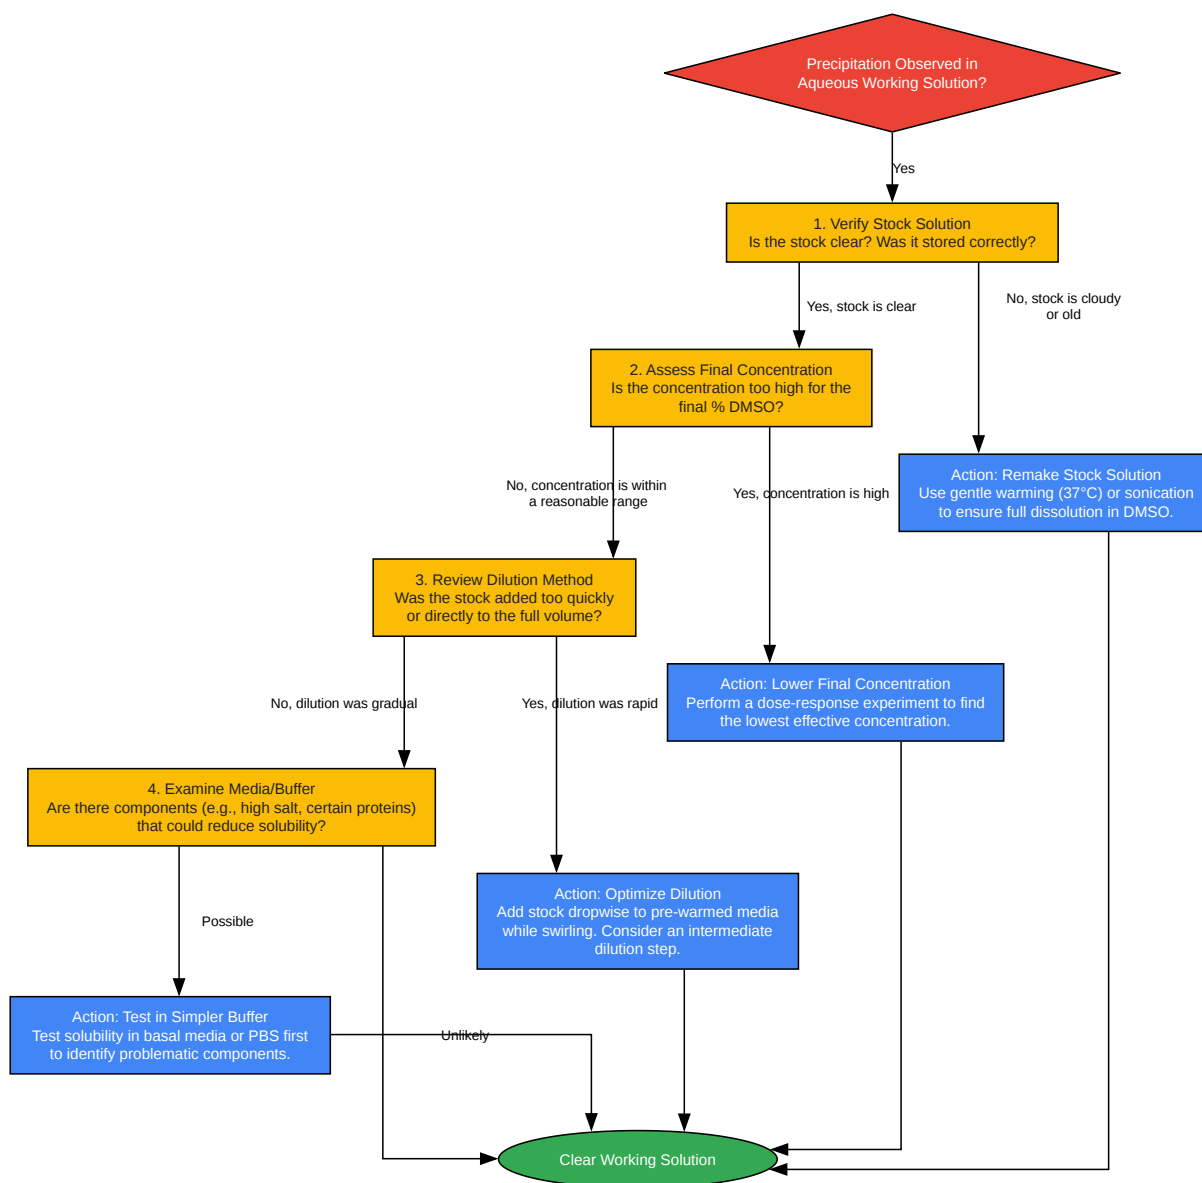 Precipitation Observed in
Aqueous Working Solution?
Yes
1. Verify Stock Solution
Is the stock clear? Was it stored correctly?
Yes, stock is clear
No, stock is cloudy
or old
2. Assess Final Concentration
Is the concentration too high for the
final % DMSO?
Action: Remake Stock Solution
Use gentle warming (37°C) or sonication
to ensure full dissolution in DMSO.
No, concentration is within
a reasonable range
Yes, concentration is high
3. Review Dilution Method
Was the stock added too quickly
or directly to the full volume?
Action: Lower Final Concentration
Perform a dose-response experiment to find
the lowest effective concentration.
No, dilution was gradual
Yes, dilution was rapid
4. Examine Media/Buffer
Are there components (e.g., high salt, certain proteins)
that could reduce solubility?
Action: Optimize Dilution
Add stock dropwise to pre-warmed media
while swirling. Consider an intermediate
dilution step.
Possible
Action: Test in Simpler Buffer
Test solubility in basal media or PBS first
to identify problematic components.
Unlikely
Clear Working Solution